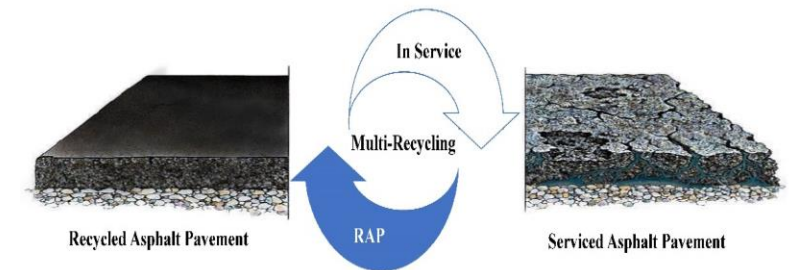 In Service
Multi-Recycling
RAP
Recycled Asphalt Pavement
Serviced Asphalt Pavement